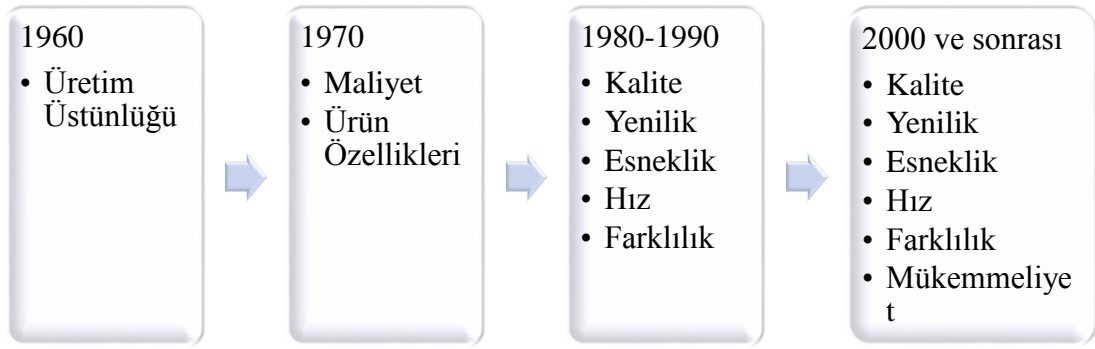 1960
• Üretim
Üstünlüğü
1970
• Maliyet
• Ürün
Özellikleri
1980-1990
• Kalite
• Yenilik
• Esneklik
• Hız
• Farklılık
2000 ve sonrası
• Kalite
• Yenilik
• Esneklik
• Hız
• Farklılık
• Mükemmeliye
t